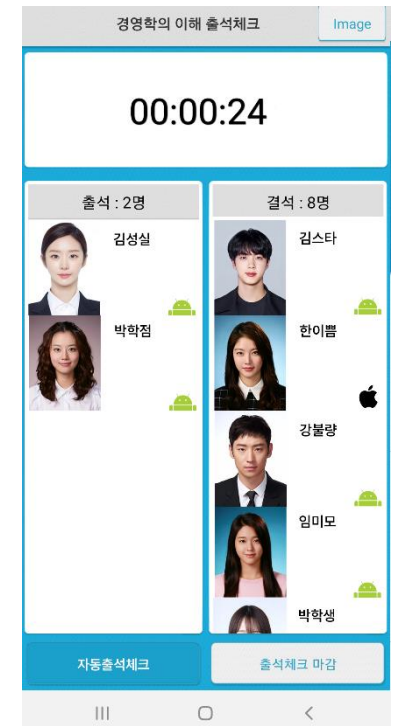 경영학의 이해 출석체크
Image
00:00:24
출석 : 2명
김성실
박학점
결석 : 8명
김스타
한이쁨
강불량
임미모
박학생
자동출석체크
출석체크 마감